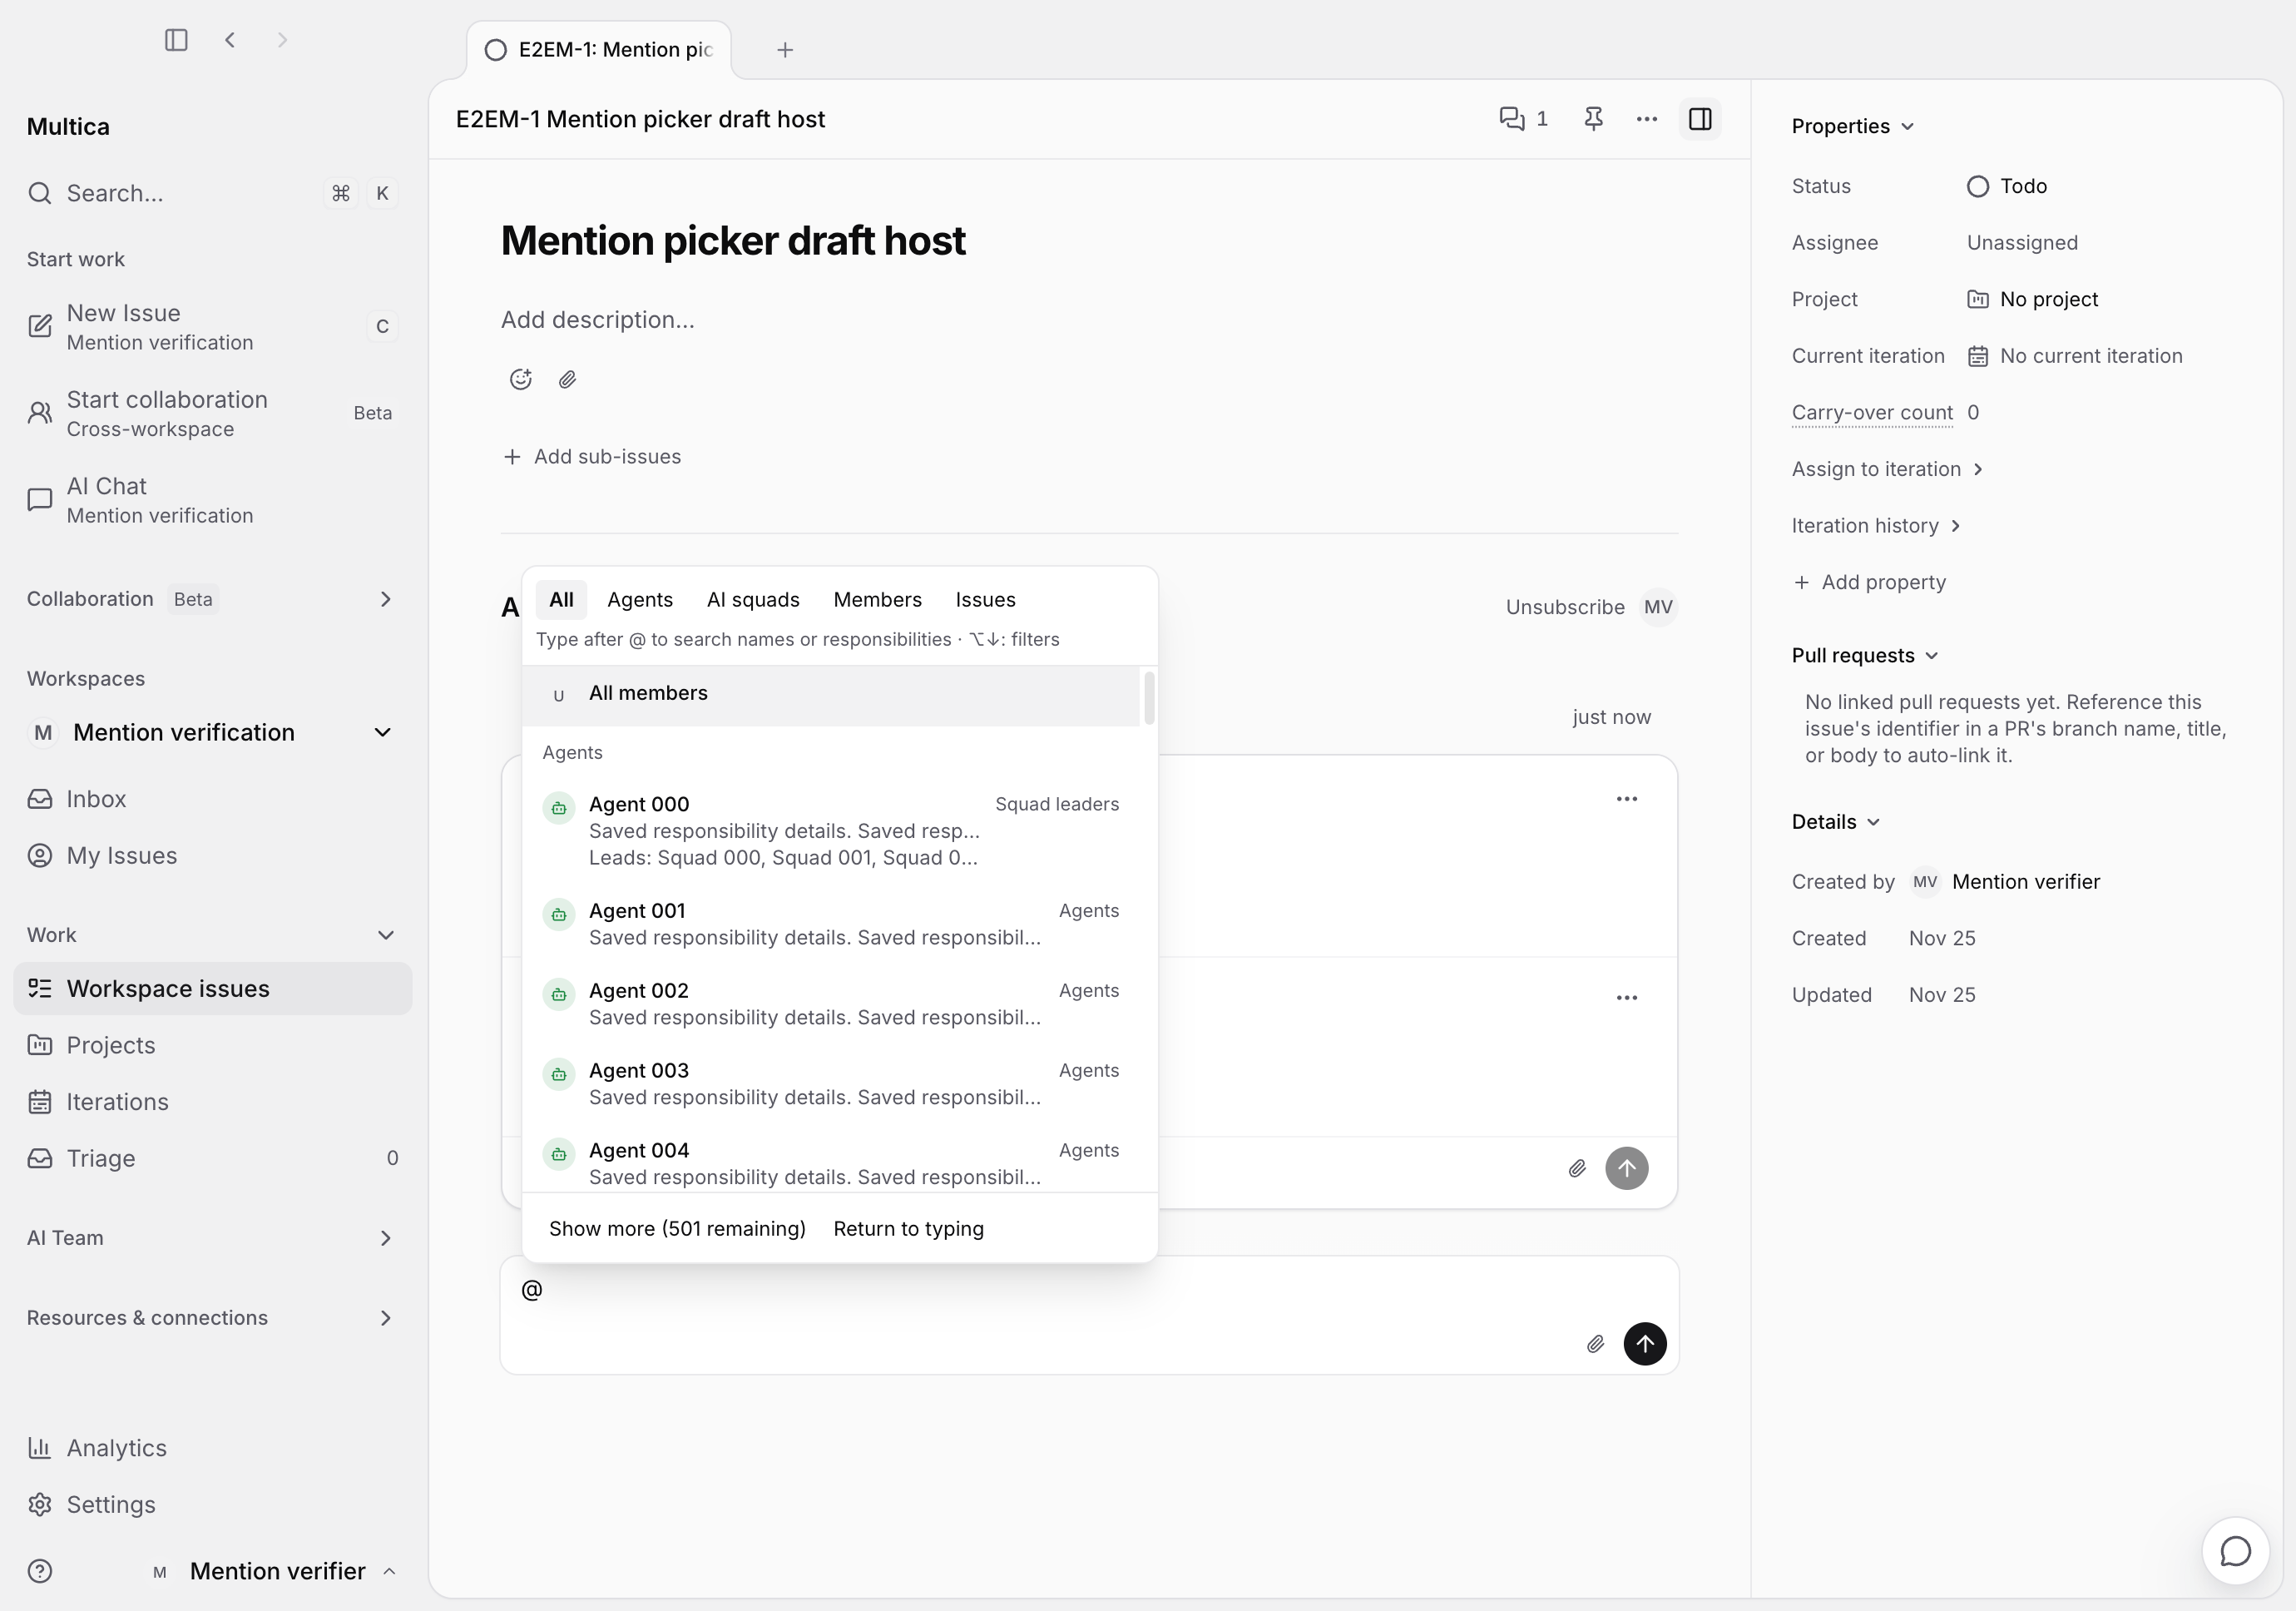 E2EM-1: Mention pic
Multica
Search...
⌘ K
Start work
New Issue
Mention verification
C
Start collaboration
Cross-workspace
Beta
AI Chat
Mention verification
Collaboration Beta
Workspaces
M Mention verification
Inbox
My Issues
Work
Workspace issues
Projects
Iterations
Triage 0
AI Team
Resources & connections
Analytics
Settings
M Mention verifier
E2EM-1 Mention picker draft host
1
Mention picker draft host
Add description...
Add sub-issues
A
Unsubscribe MV
just now
All Agents AI squads Members Issues
Type after @ to search names or responsibilities · ⌥↓: filters
U All members
Agents
Agent 000 Squad leaders
Saved responsibility details. Saved resp...
Leads: Squad 000, Squad 001, Squad 0...
Agent 001 Agents
Saved responsibility details. Saved responsibil...
Agent 002 Agents
Saved responsibility details. Saved responsibil...
Agent 003 Agents
Saved responsibility details. Saved responsibil...
Agent 004 Agents
Saved responsibility details. Saved responsibil...
Show more (501 remaining) Return to typing
@
Properties
Status Todo
Assignee Unassigned
Project No project
Current iteration No current iteration
Carry-over count 0
Assign to iteration
Iteration history
Add property
Pull requests
No linked pull requests yet. Reference this
issue's identifier in a PR's branch name, title,
or body to auto-link it.
Details
Created by MV Mention verifier
Created Nov 25
Updated Nov 25